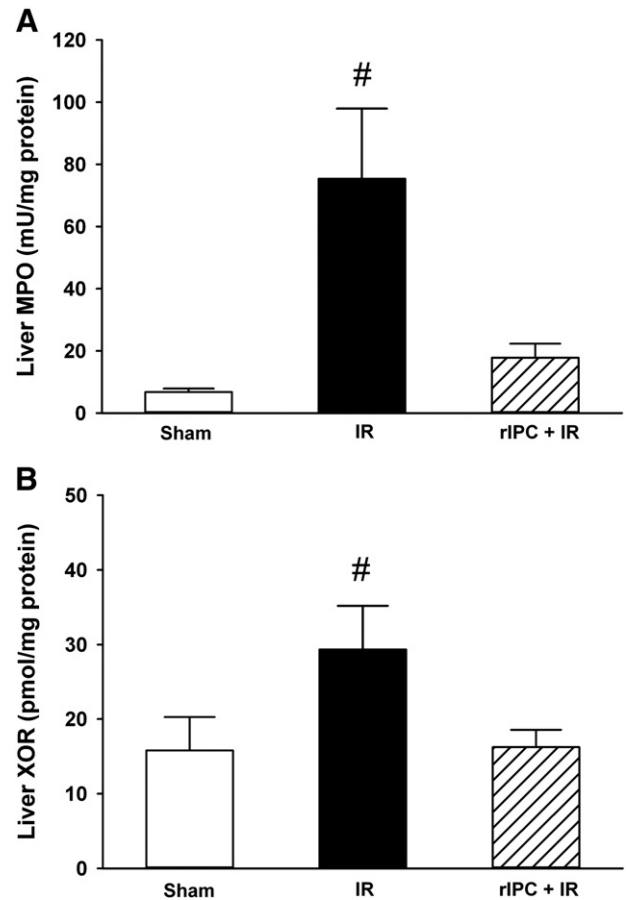 A
Liver MPO (mU/mg protein)
120
100
80
60
40
20
0
#
Sham
IR
rIPC + IR
B
Liver XOR (pmol/mg protein)
50
40
30
20
10
0
#
Sham
IR
rIPC + IR